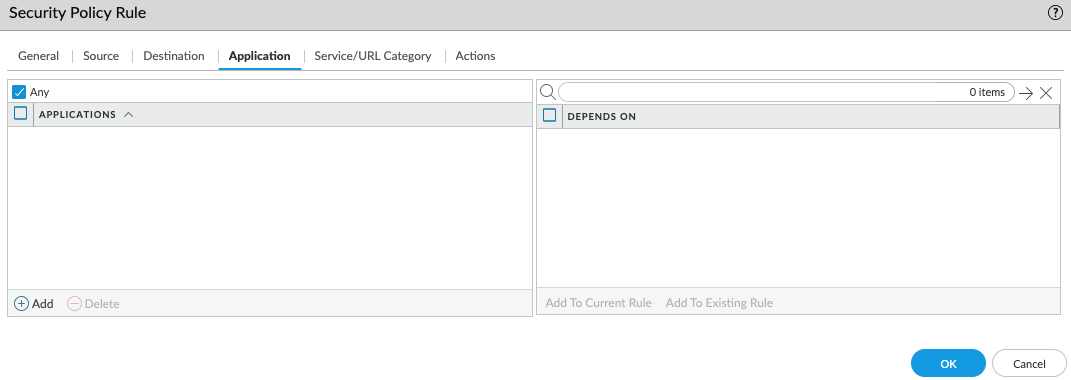 Security Policy Rule
?
General
Source
Destination
Application
Service/URL Category
Actions
Any
0 items
APPLICATIONS
DEPENDS ON
Add
Delete
Add To Current Rule
Add To Existing Rule
OK
Cancel